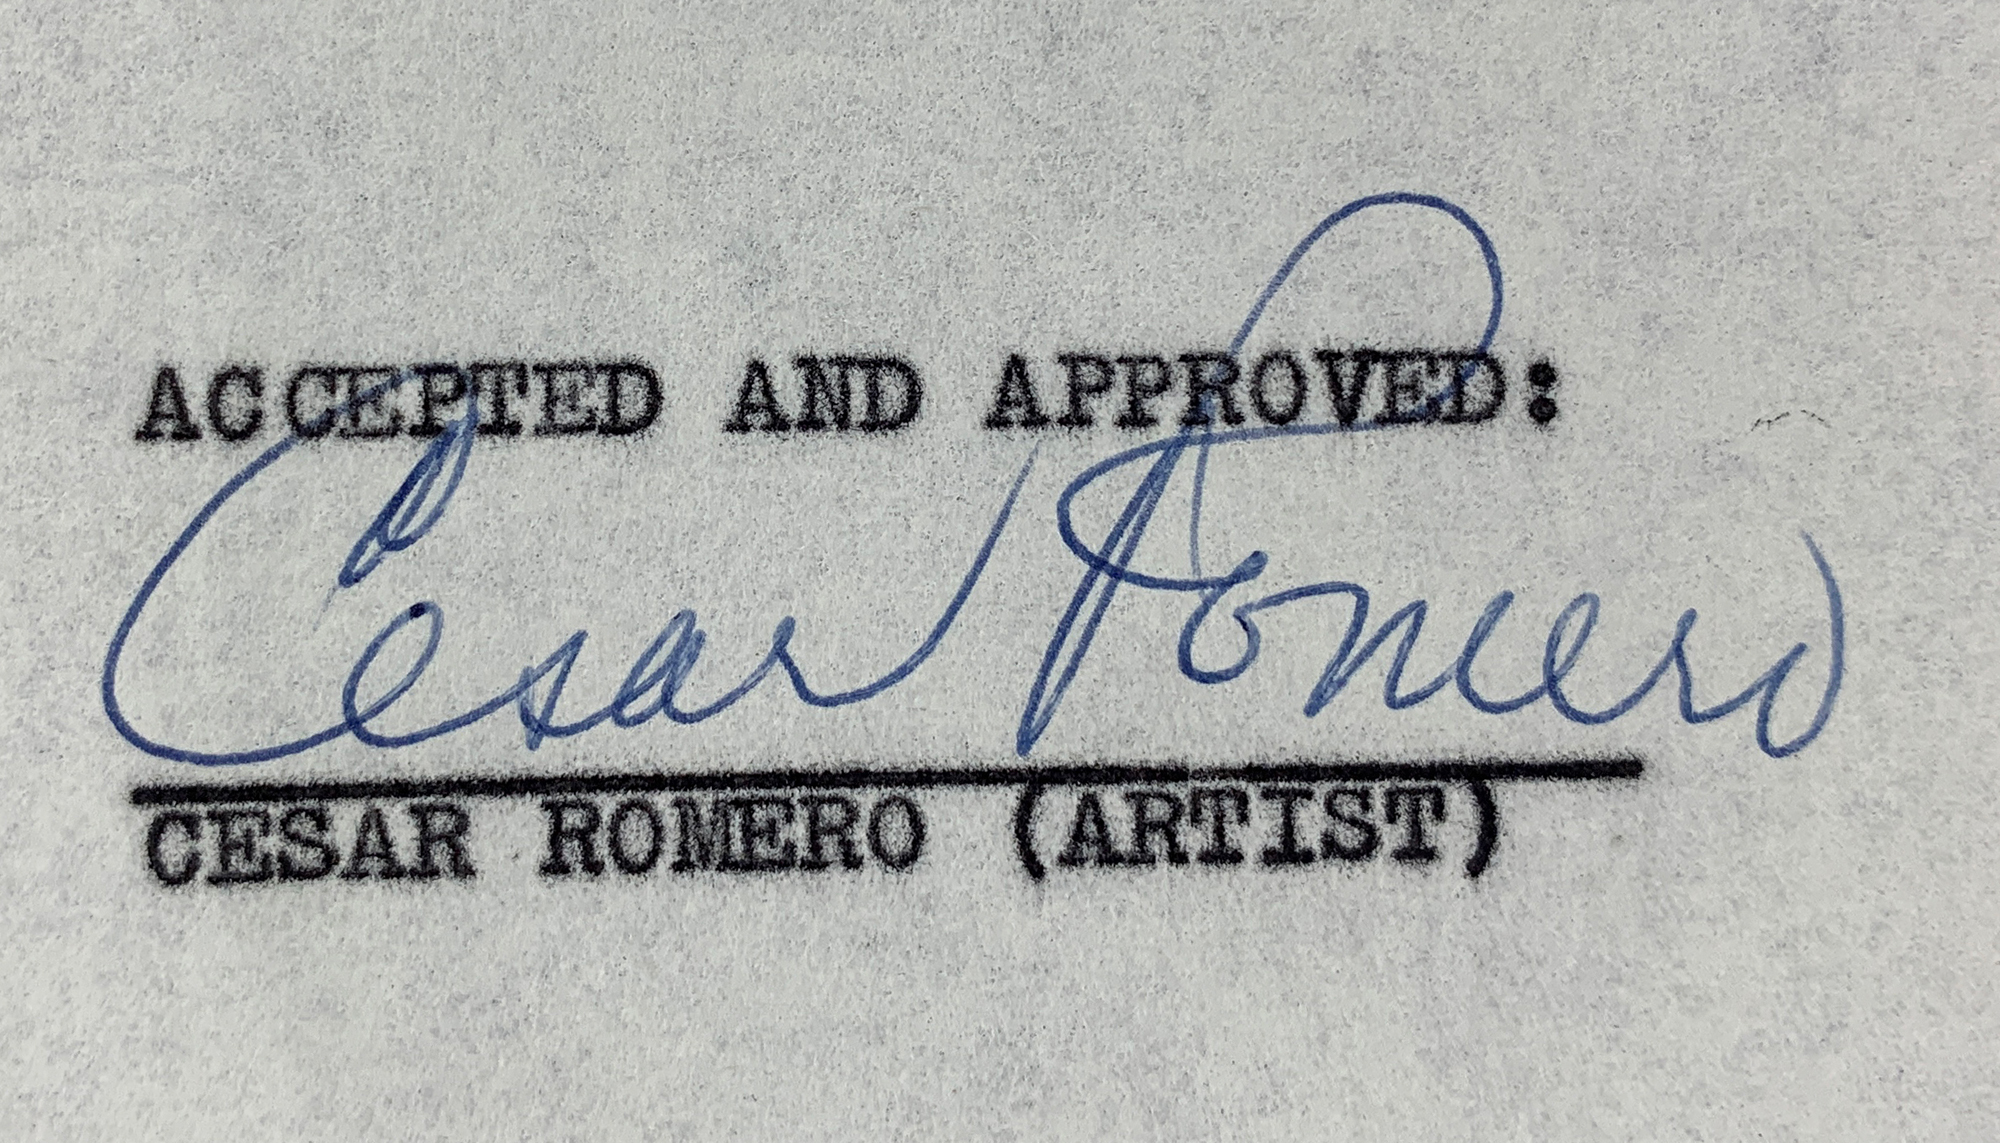 ACCEPTED AND APPROVED:
Cesar Romero
CESAR ROMERO (ARTIST)